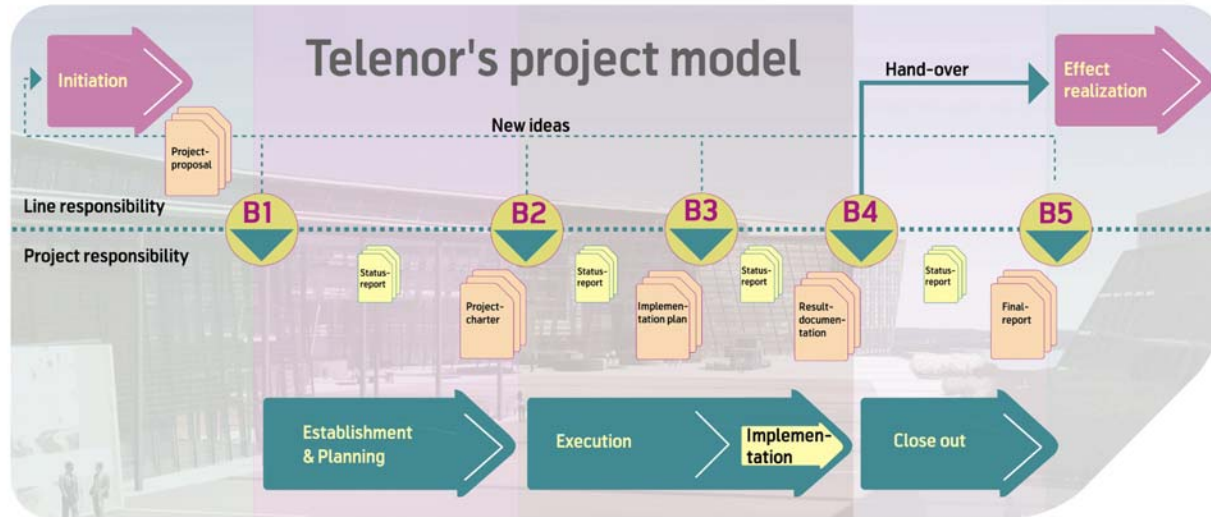 Telenor's project model
Initiation
Hand-over
Effect
realization
New ideas
Project-
proposal
Line responsibility
B1
B2
B3
B4
B5
Project responsibility
Status-
report
Status-
report
Status-
report
Status-
report
Project-
charter
Implemen-
tation plan
Result-
documen-
tation
Final-
report
Establishment
& Planning
Execution
Implemen-
tation
Close out